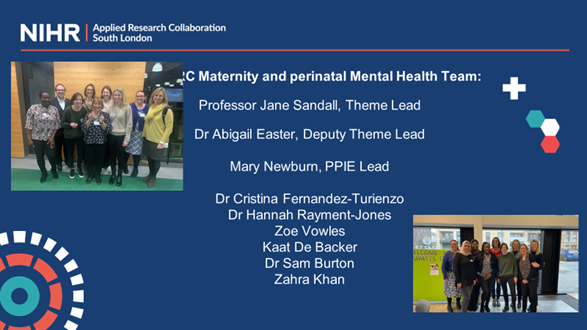 NIHR | Applied Research Collaboration
South London
RC Maternity and perinatal Mental Health Team:
Professor Jane Sandall, Theme Lead
Dr Abigail Easter, Deputy Theme Lead
Mary Newburn, PPIE Lead
Dr Cristina Fernandez-Turienzo
Dr Hannah Rayment-Jones
Zoe Vowles
Kaat De Backer
Dr Sam Burton
Zahra Khan